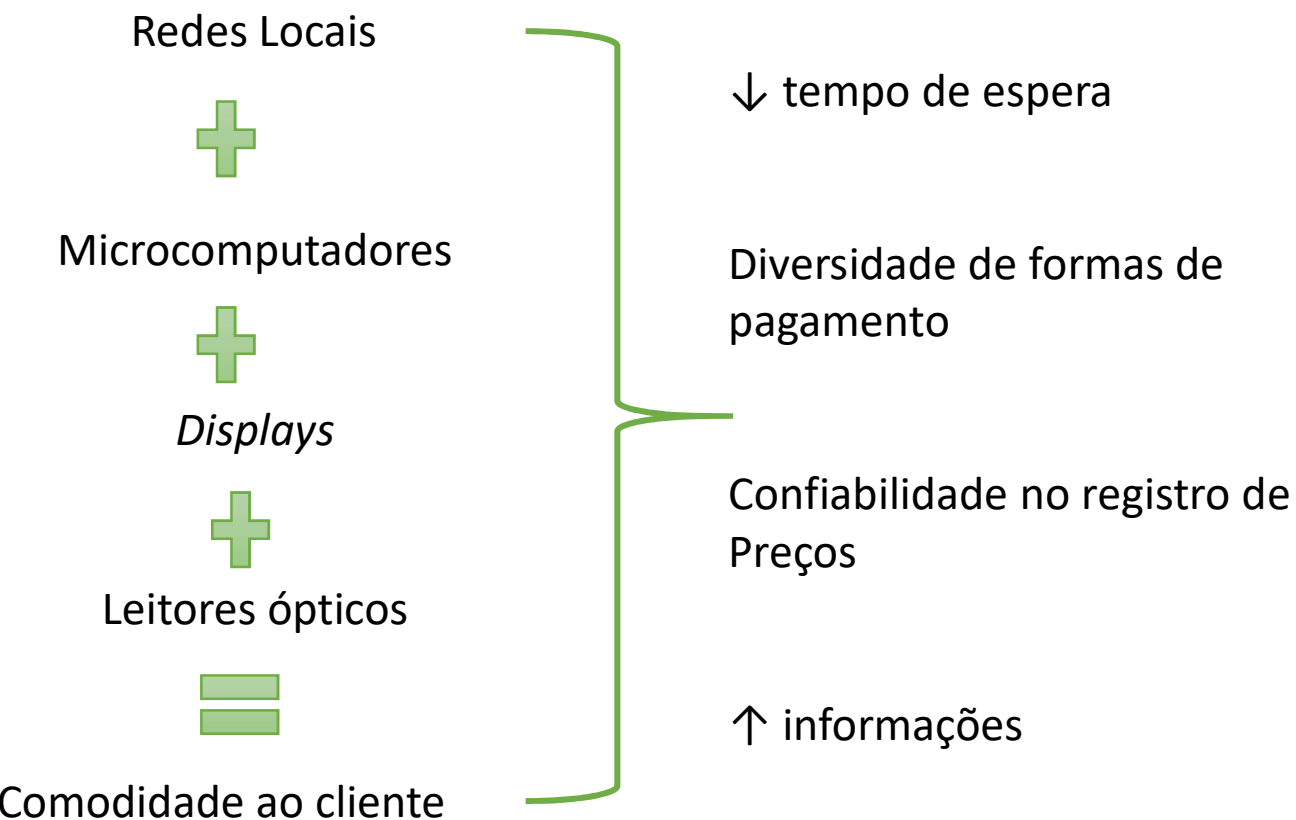 Redes Locais
Microcomputadores
Displays
Leitores ópticos
Comodidade ao cliente
↓ tempo de espera
Diversidade de formas de
pagamento
Confiabilidade no registro de
Preços
↑ informações